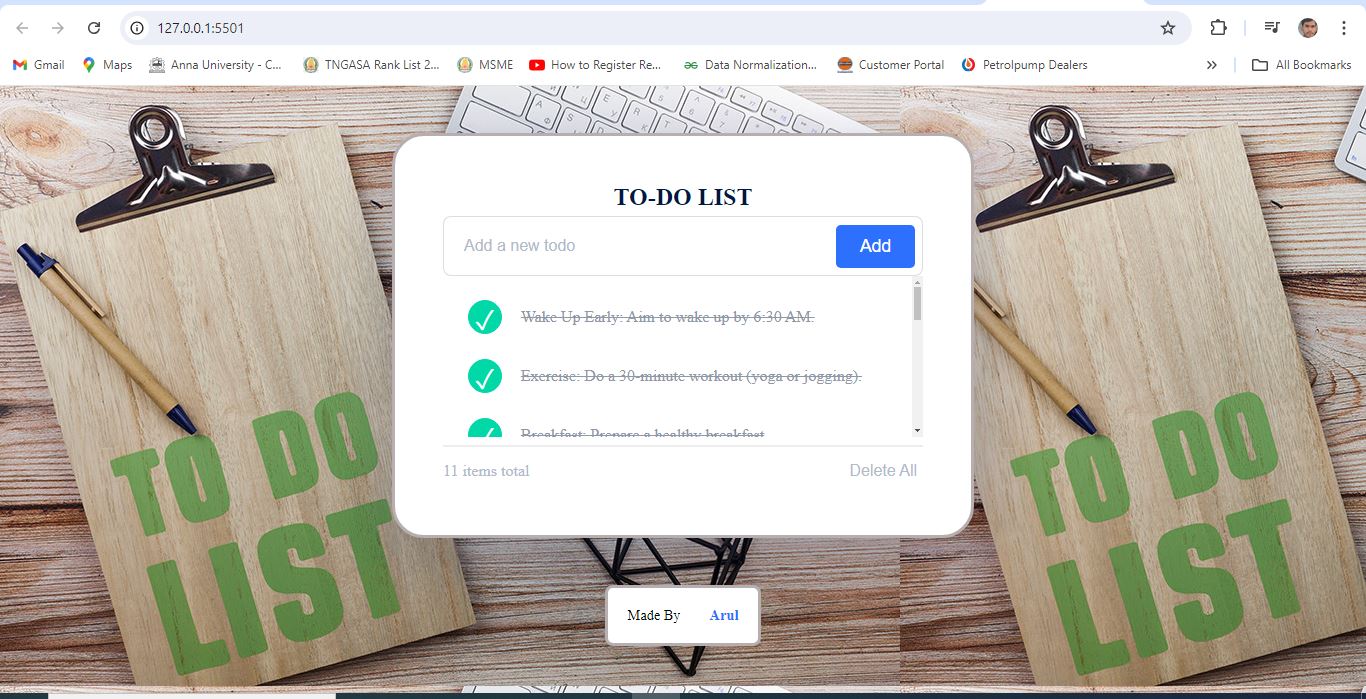 127.0.0.1:5501
Gmail
Maps
Anna University - C...
TNGASA Rank List 2...
MSME
How to Register Re...
Data Normalization...
Customer Portal
Petrolpump Dealers
All Bookmarks
TO-DO LIST
Add a new todo
Add
Wake Up Early: Aim to wake up by 6:30 AM.
Exercise: Do a 30-minute workout (yoga or jogging).
Breakfast: Prepare a healthy breakfast
11 items total
Delete All
TO DO
LIST
TO DO
LIST
Made By Arul